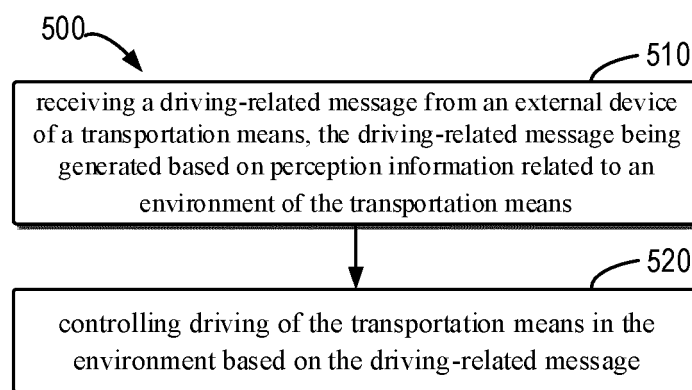 500
510
receiving a driving-related message from an external device
of a transportation means, the driving-related message being
generated based on perception information related to an
environment of the transportation means
520
controlling driving of the transportation means in the
environment based on the driving-related message